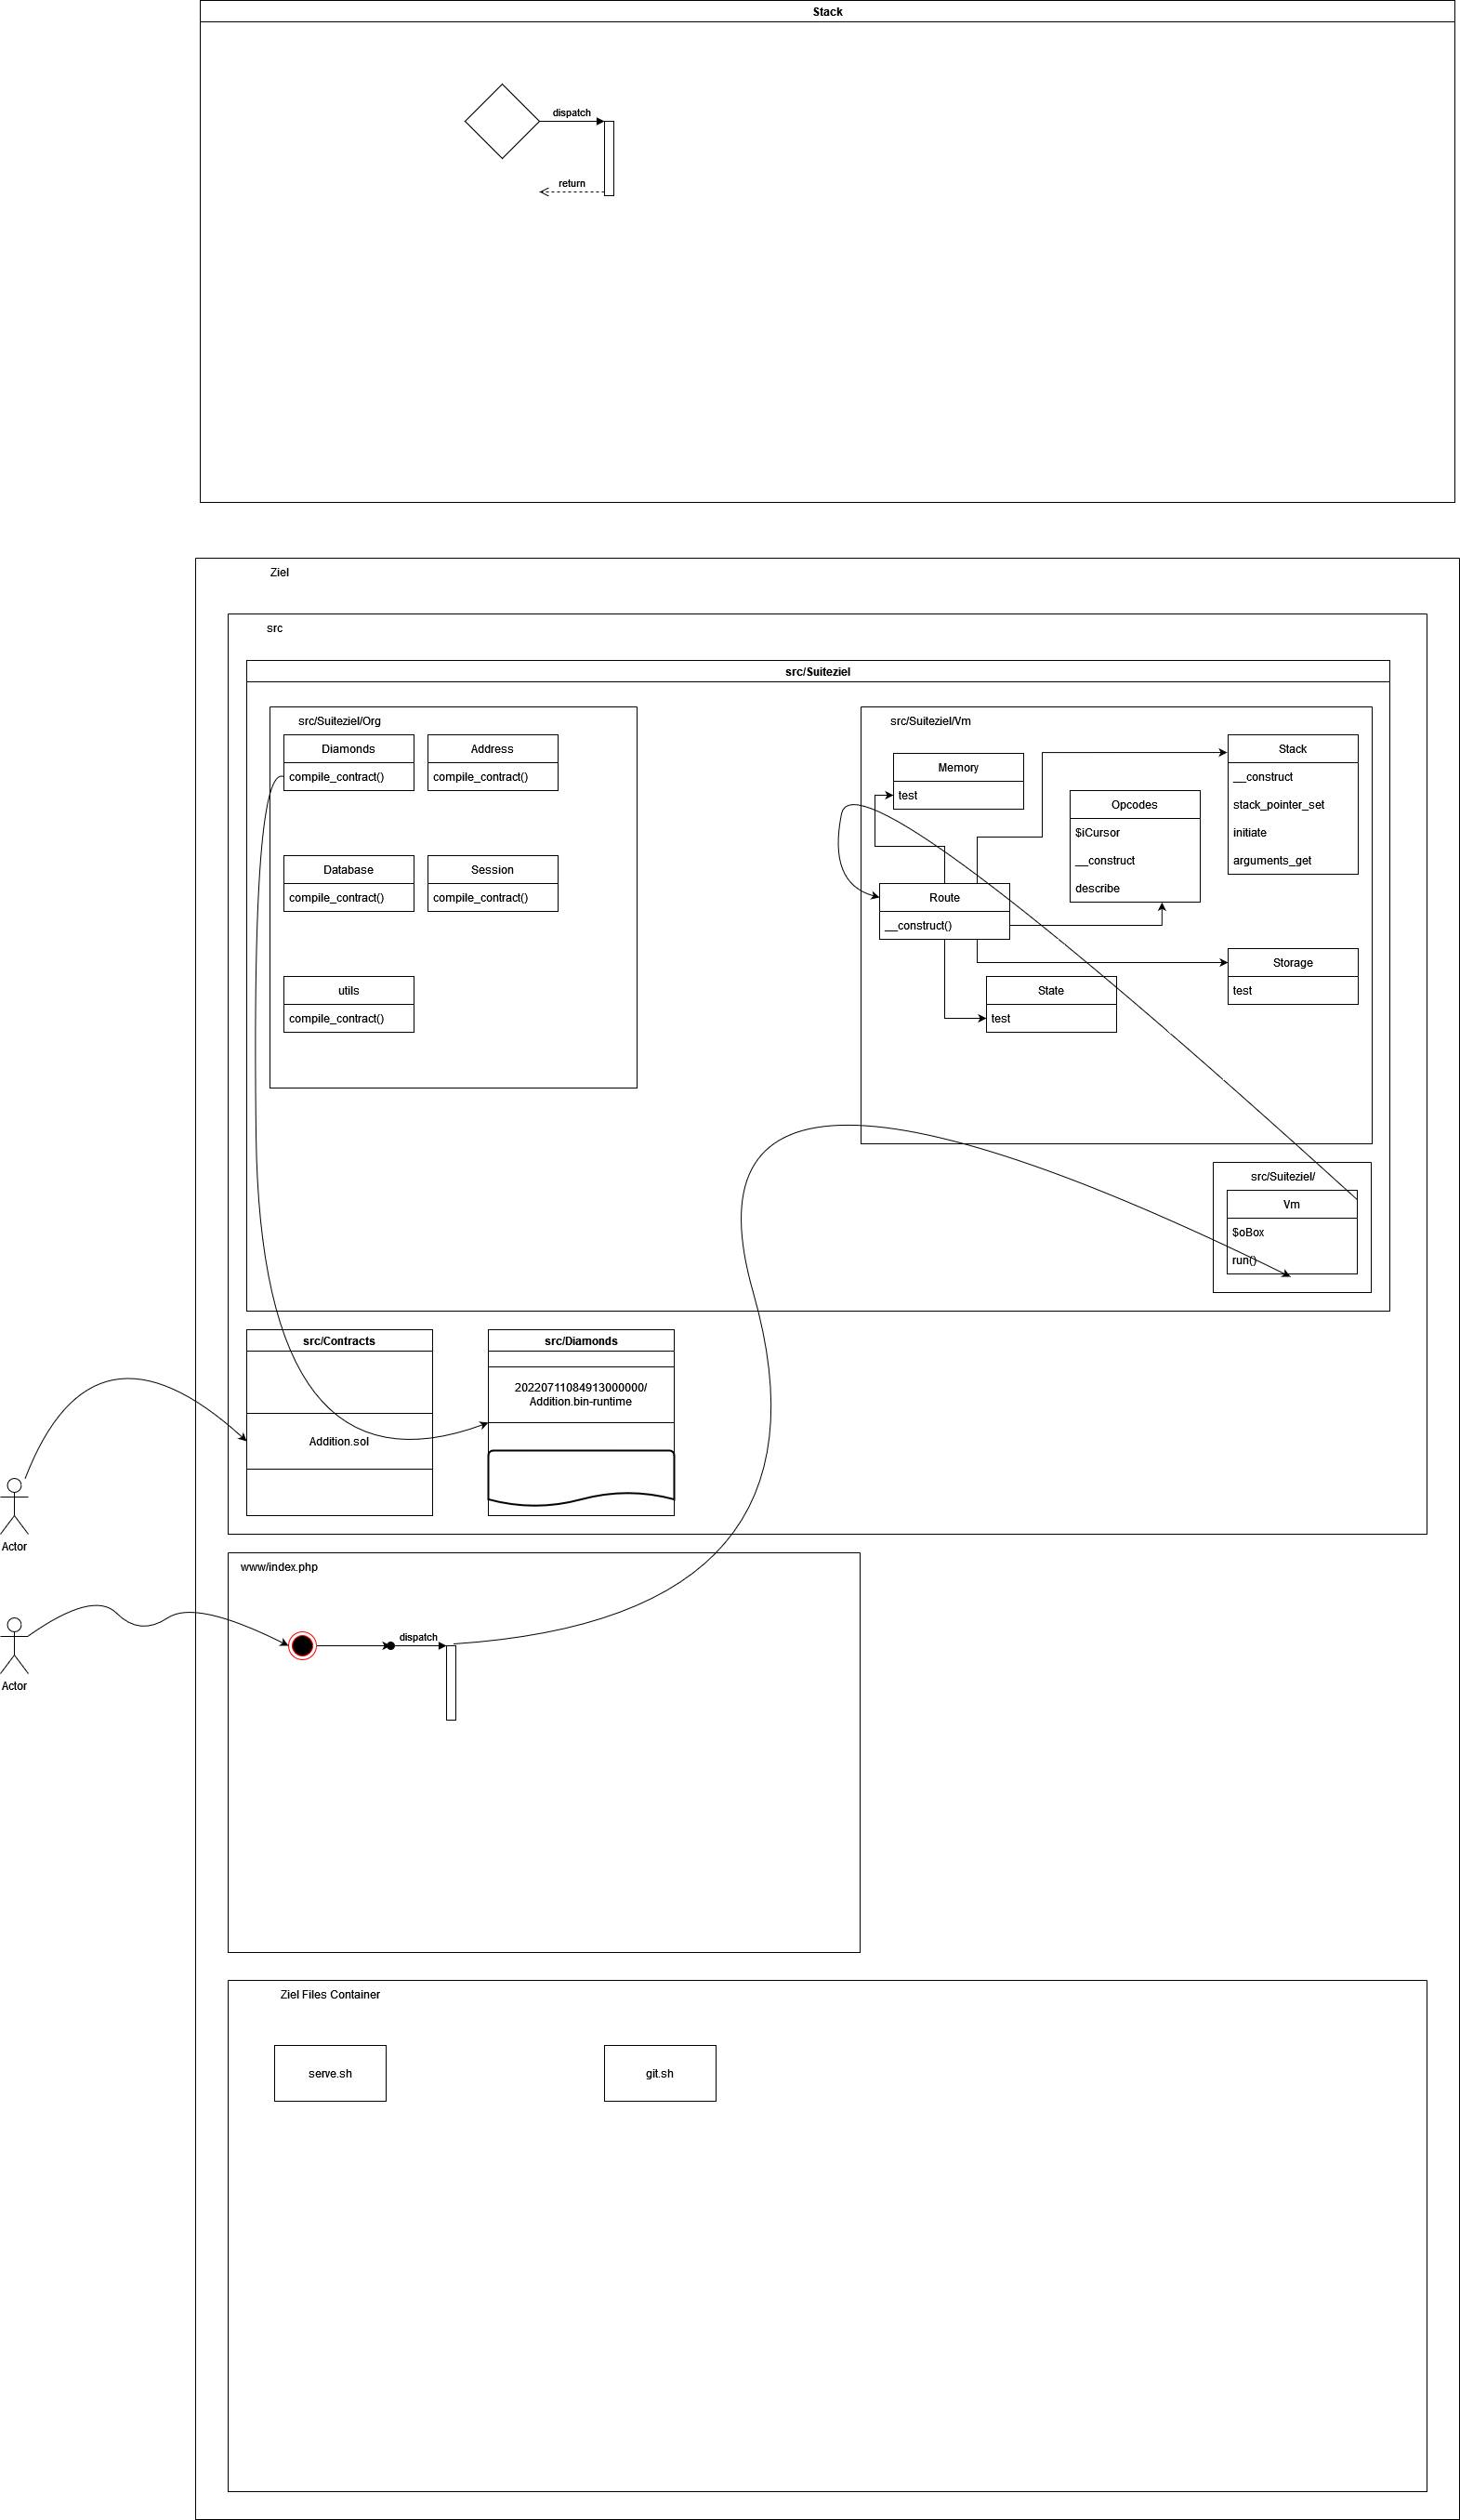 Stack
dispatch
return
Ziel
src
src/Suiteziel
src/Suiteziel/Org
Diamonds
compile_contract()
Address
compile_contract()
Database
compile_contract()
Session
compile_contract()
utils
compile_contract()
src/Suiteziel/Vm
Memory
test
Opcodes
$iCursor
__construct
describe
Stack
__construct
stack_pointer_set
initiate
arguments_get
Route
__construct()
Storage
test
State
test
src/Suiteziel/
Vm
$oBox
run()
src/Contracts
Addition.sol
src/Diamonds
20220711084913000000/
Addition.bin-runtime
Actor
www/index.php
dispatch
Actor
Ziel Files Container
serve.sh
git.sh